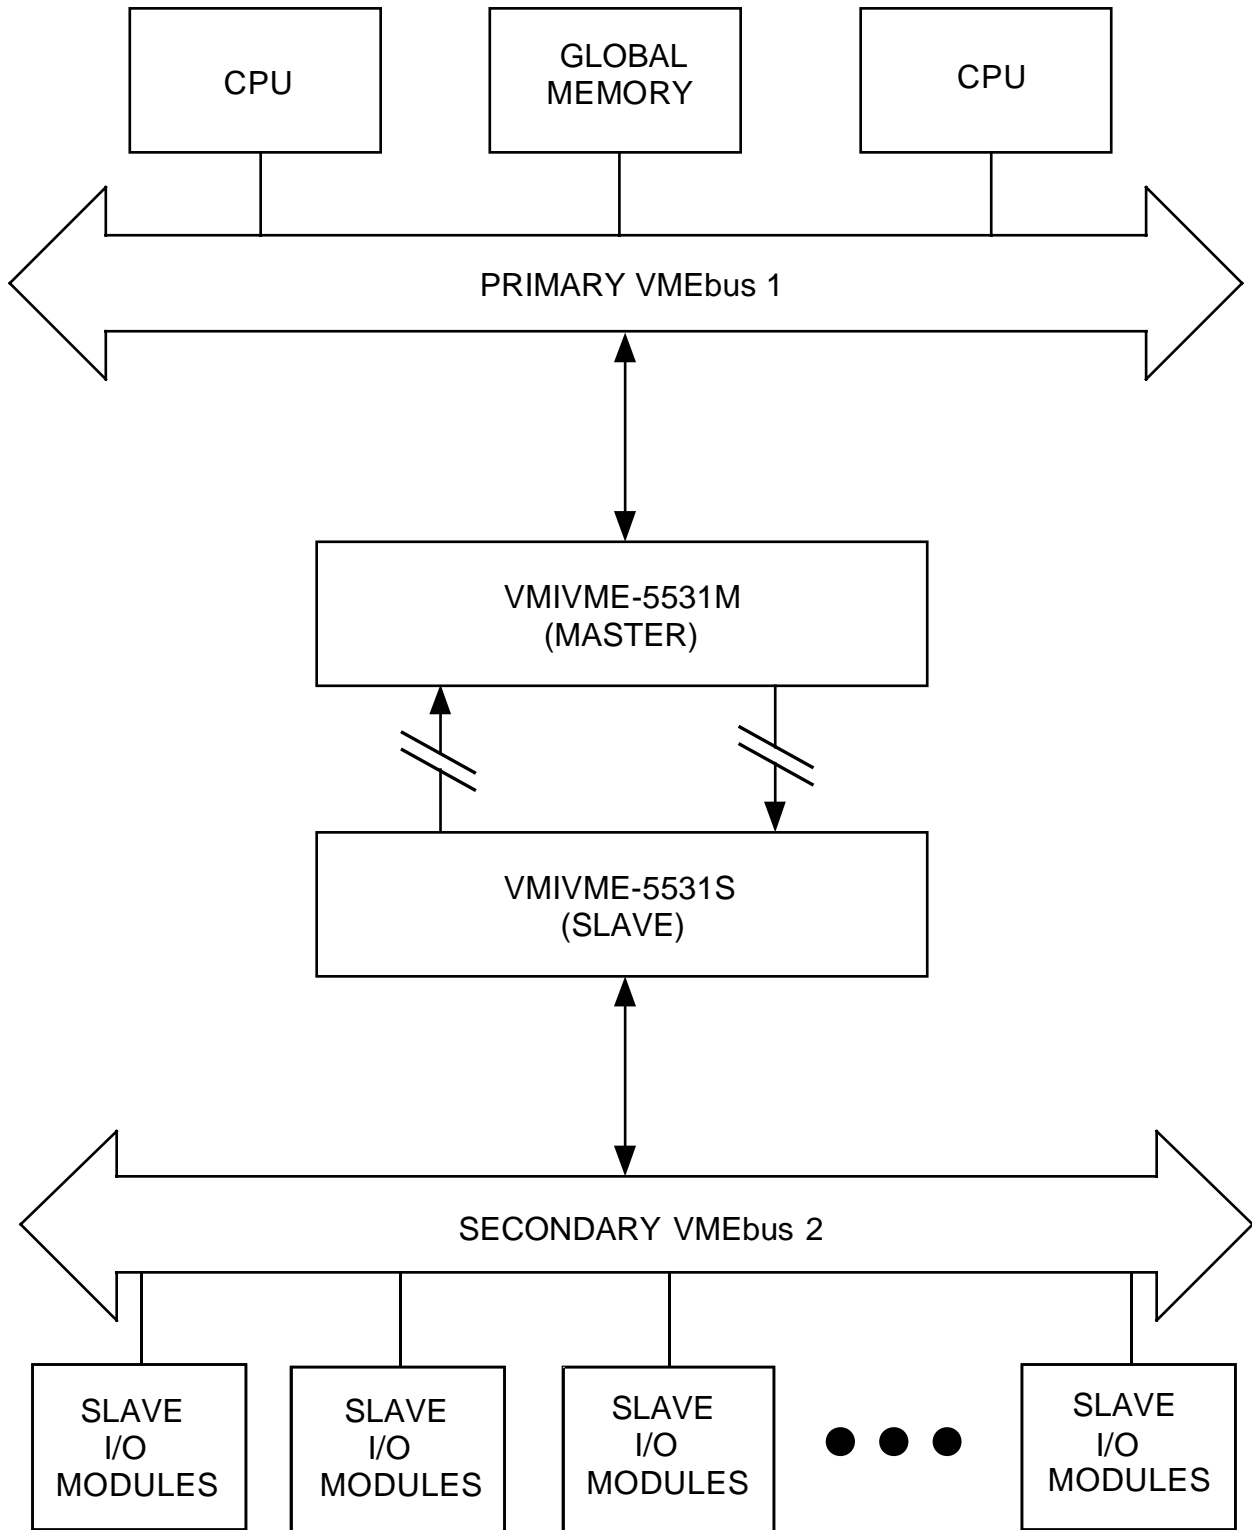 CPU
GLOBAL
MEMORY
CPU
PRIMARY VMEbus 1
VMIVME-5531M
(MASTER)
VMIVME-5531S
(SLAVE)
SECONDARY VMEbus 2
SLAVE
I/O
MODULES
SLAVE
I/O
MODULES
SLAVE
I/O
MODULES
SLAVE
I/O
MODULES